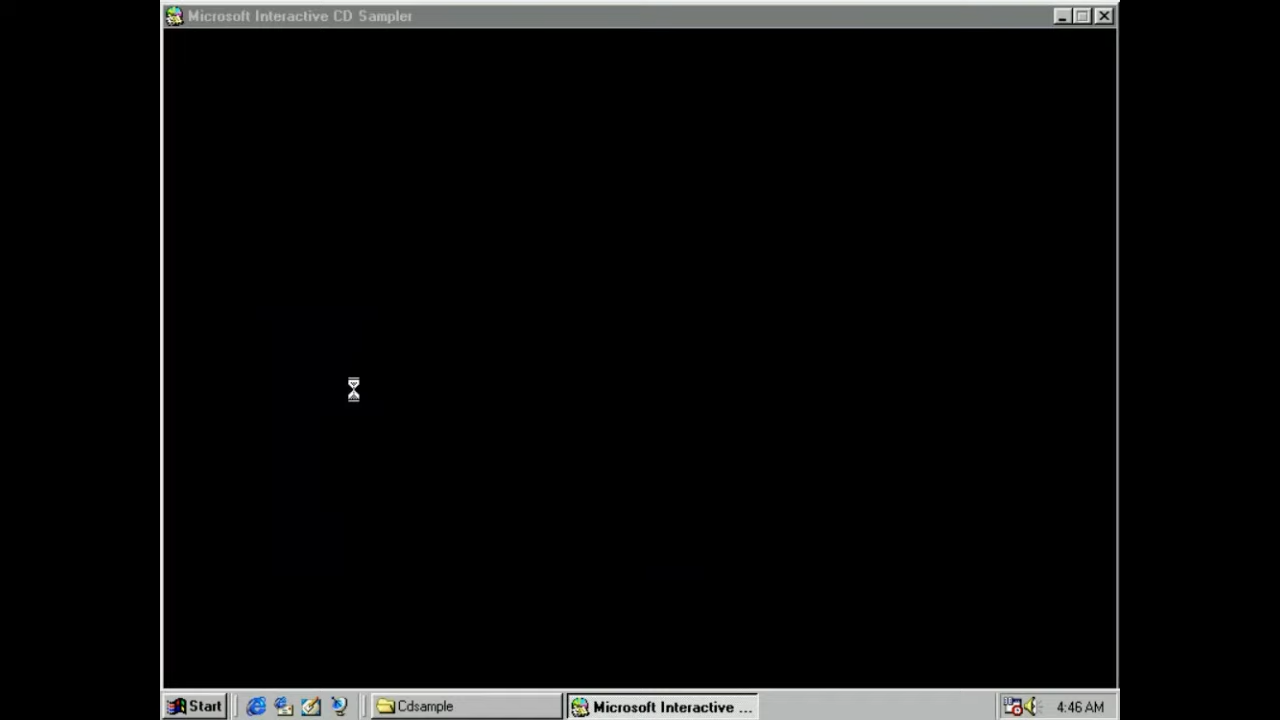 Microsoft Interactive CD Sampler
Start
Cdsample
Microsoft Interactive ...
4:46 AM